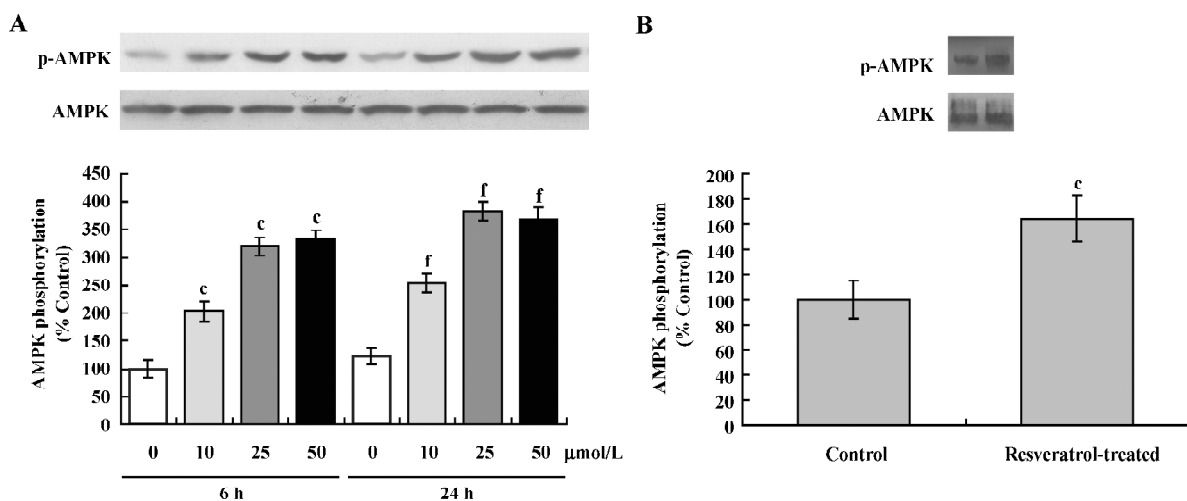 A
p-AMPK
AMPK
AMPK phosphorylation
(% Control)
450
400
350
300
250
200
150
100
50
0
c
c
c
f
f
f
0 10 25 50 0 10 25 50 μmol/L
6 h 24 h
B
p-AMPK
AMPK
AMPK phosphorylation
(% Control)
200
180
160
140
120
100
80
60
40
20
0
c
Control Resveratrol-treated